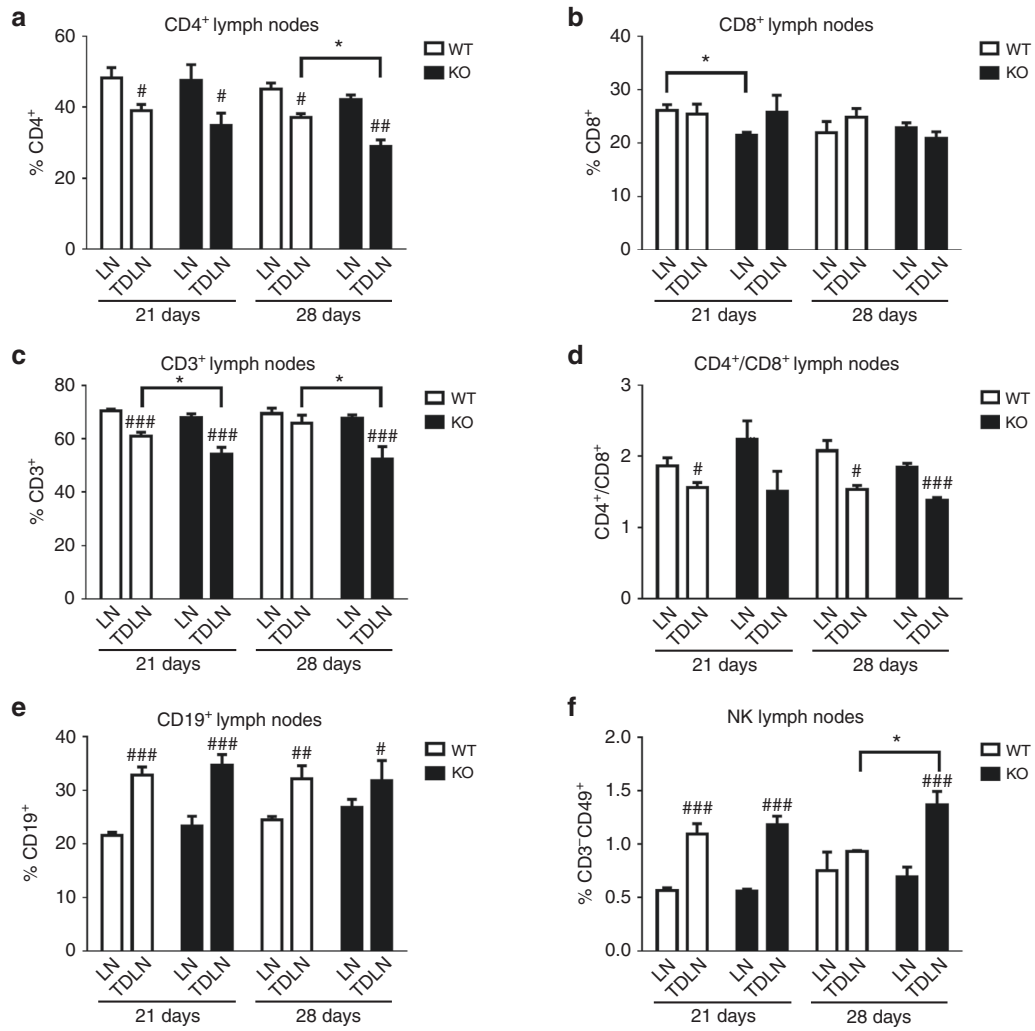 a
CD4⁺ lymph nodes
60
40
20
0
% CD4⁺
#
#
#
*
##
WT
KO
LN TDLN LN TDLN LN TDLN LN TDLN
21 days 28 days
b
CD8⁺ lymph nodes
40
30
20
10
0
% CD8⁺
*
WT
KO
LN TDLN LN TDLN LN TDLN LN TDLN
21 days 28 days
c
CD3⁺ lymph nodes
80
60
40
20
0
% CD3⁺
###
*
###
*
###
WT
KO
LN TDLN LN TDLN LN TDLN LN TDLN
21 days 28 days
d
CD4⁺/CD8⁺ lymph nodes
3
2
1
0
CD4⁺/CD8⁺
#
#
###
WT
KO
LN TDLN LN TDLN LN TDLN LN TDLN
21 days 28 days
e
CD19⁺ lymph nodes
40
30
20
10
0
% CD19⁺
###
###
##
#
WT
KO
LN TDLN LN TDLN LN TDLN LN TDLN
21 days 28 days
f
NK lymph nodes
2.0
1.5
1.0
0.5
0.0
% CD3⁻CD49⁺
###
###
*
###
WT
KO
LN TDLN LN TDLN LN TDLN LN TDLN
21 days 28 days